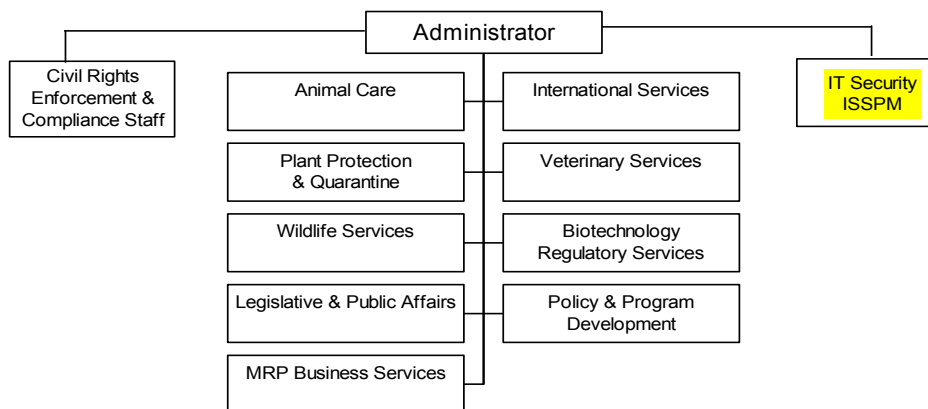 Administrator
Civil Rights
Enforcement &
Compliance Staff
IT Security
ISSPM
Animal Care
International Services
Plant Protection
& Quarantine
Veterinary Services
Wildlife Services
Biotechnology
Regulatory Services
Legislative & Public Affairs
Policy & Program
Development
MRP Business Services